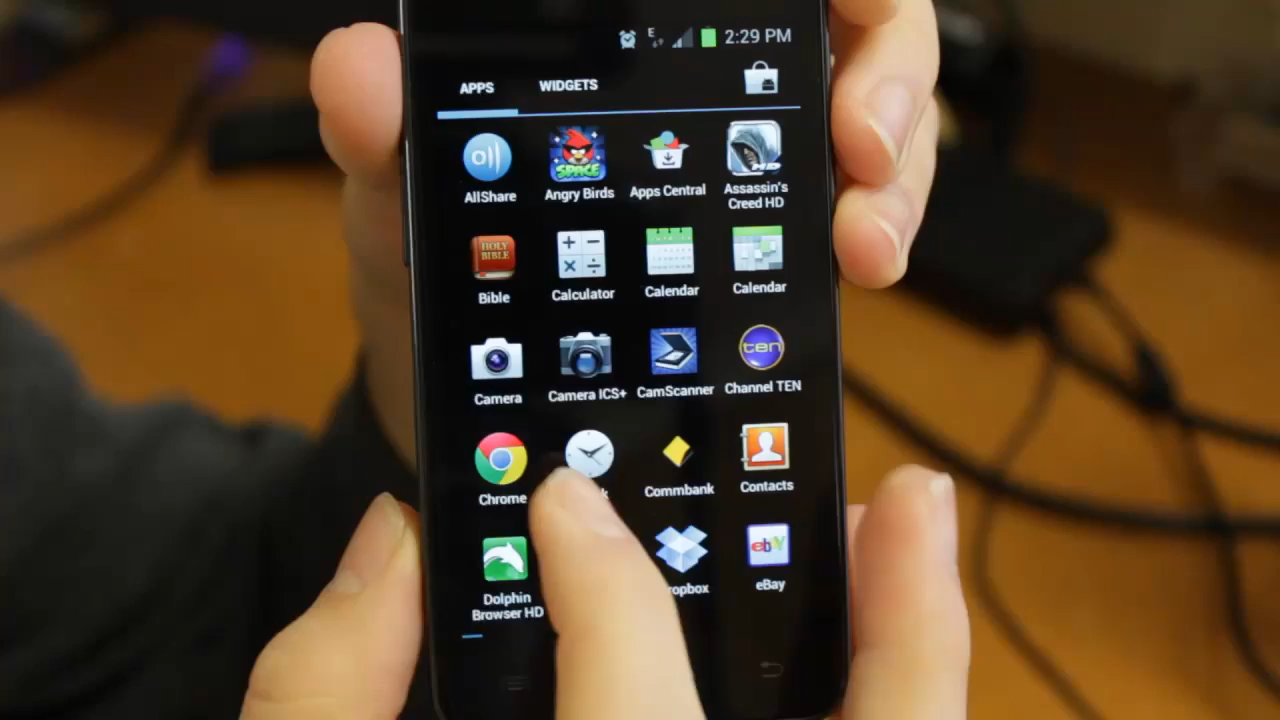 E
2:29 PM
APPS WIDGETS
SPACE
HD
AllShare Angry Birds Apps Central Assassin's
Creed HD
HOLY
BIBLE
Bible Calculator Calendar Calendar
ten
Camera Camera ICS+ CamScanner Channel TEN
Chrome k Commbank Contacts
ebY
Dolphin
Browser HD ropbox eBay